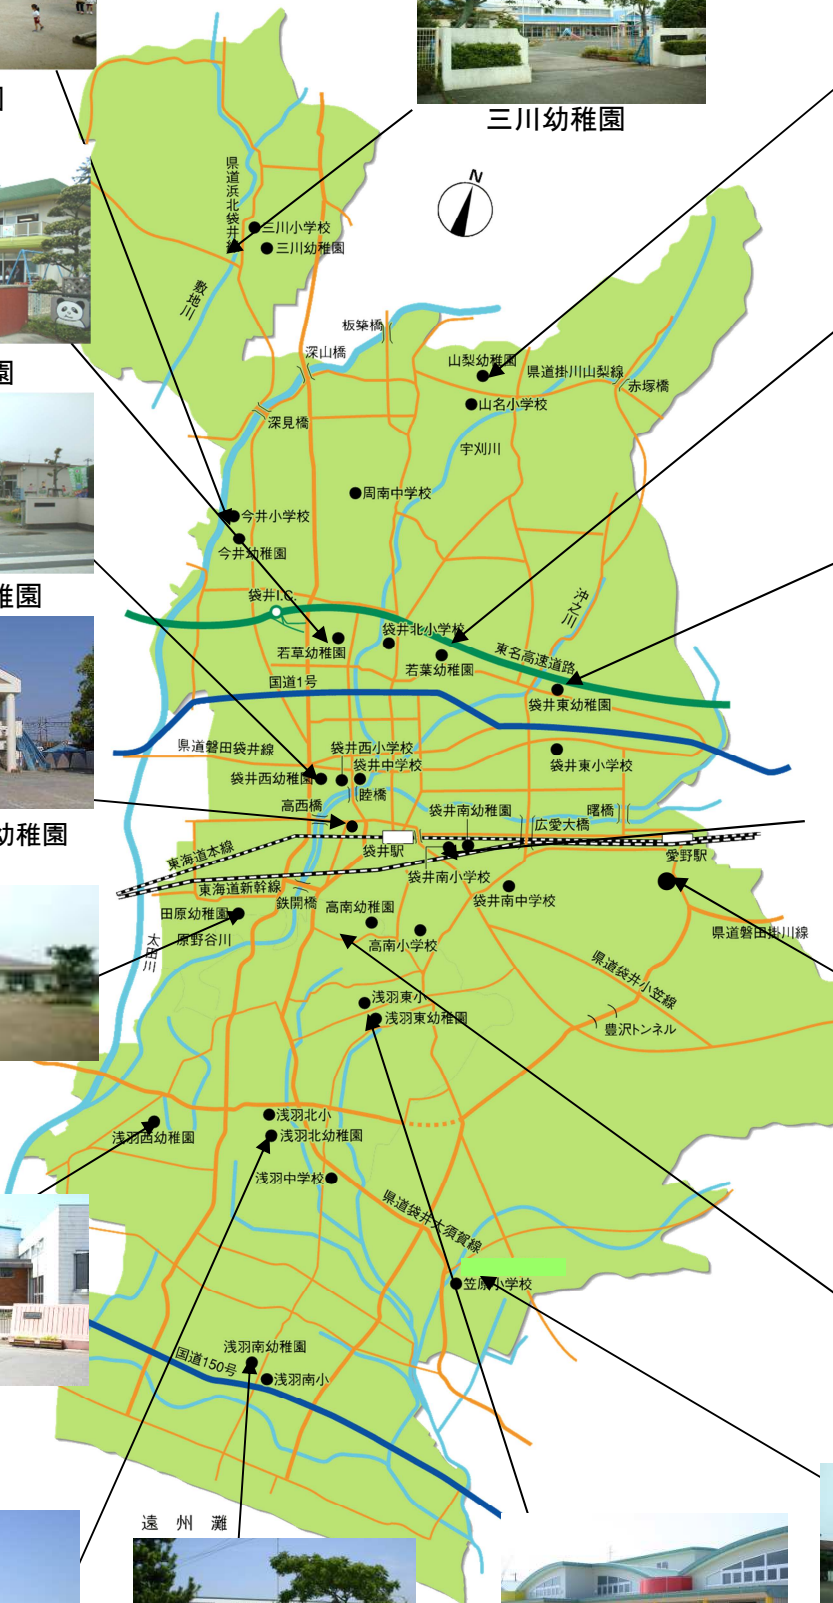 園
三川幼稚園
N
県道浜北袋井線
三川小学校
三川幼稚園
敷地川
板築橋
深山橋
山梨幼稚園
県道掛川山梨線
赤塚橋
山名小学校
深見橋
園
宇刈川
周南中学校
今井小学校
今井幼稚園
稚園
袋井I.C.
沖之川
袋井北小学校
若草幼稚園
若葉幼稚園
東名高速道路
国道1号
袋井東幼稚園
県道磐田袋井線
袋井西小学校
袋井中学校
袋井西幼稚園
袋井東小学校
睦橋
高西橋
袋井南幼稚園
曙橋
広愛大橋
幼稚園
東海道本線
袋井駅
愛野駅
袋井南小学校
東海道新幹線
鉄開橋
袋井南中学校
田原幼稚園
高南幼稚園
太田川
原野谷川
高南小学校
県道磐田掛川線
県道袋井小笠線
浅羽東小
浅羽東幼稚園
豊沢トンネル
浅羽北小
浅羽西幼稚園
浅羽北幼稚園
浅羽中学校
県道袋井大須賀線
笠原小学校
浅羽南幼稚園
国道150号
浅羽南小
遠州灘